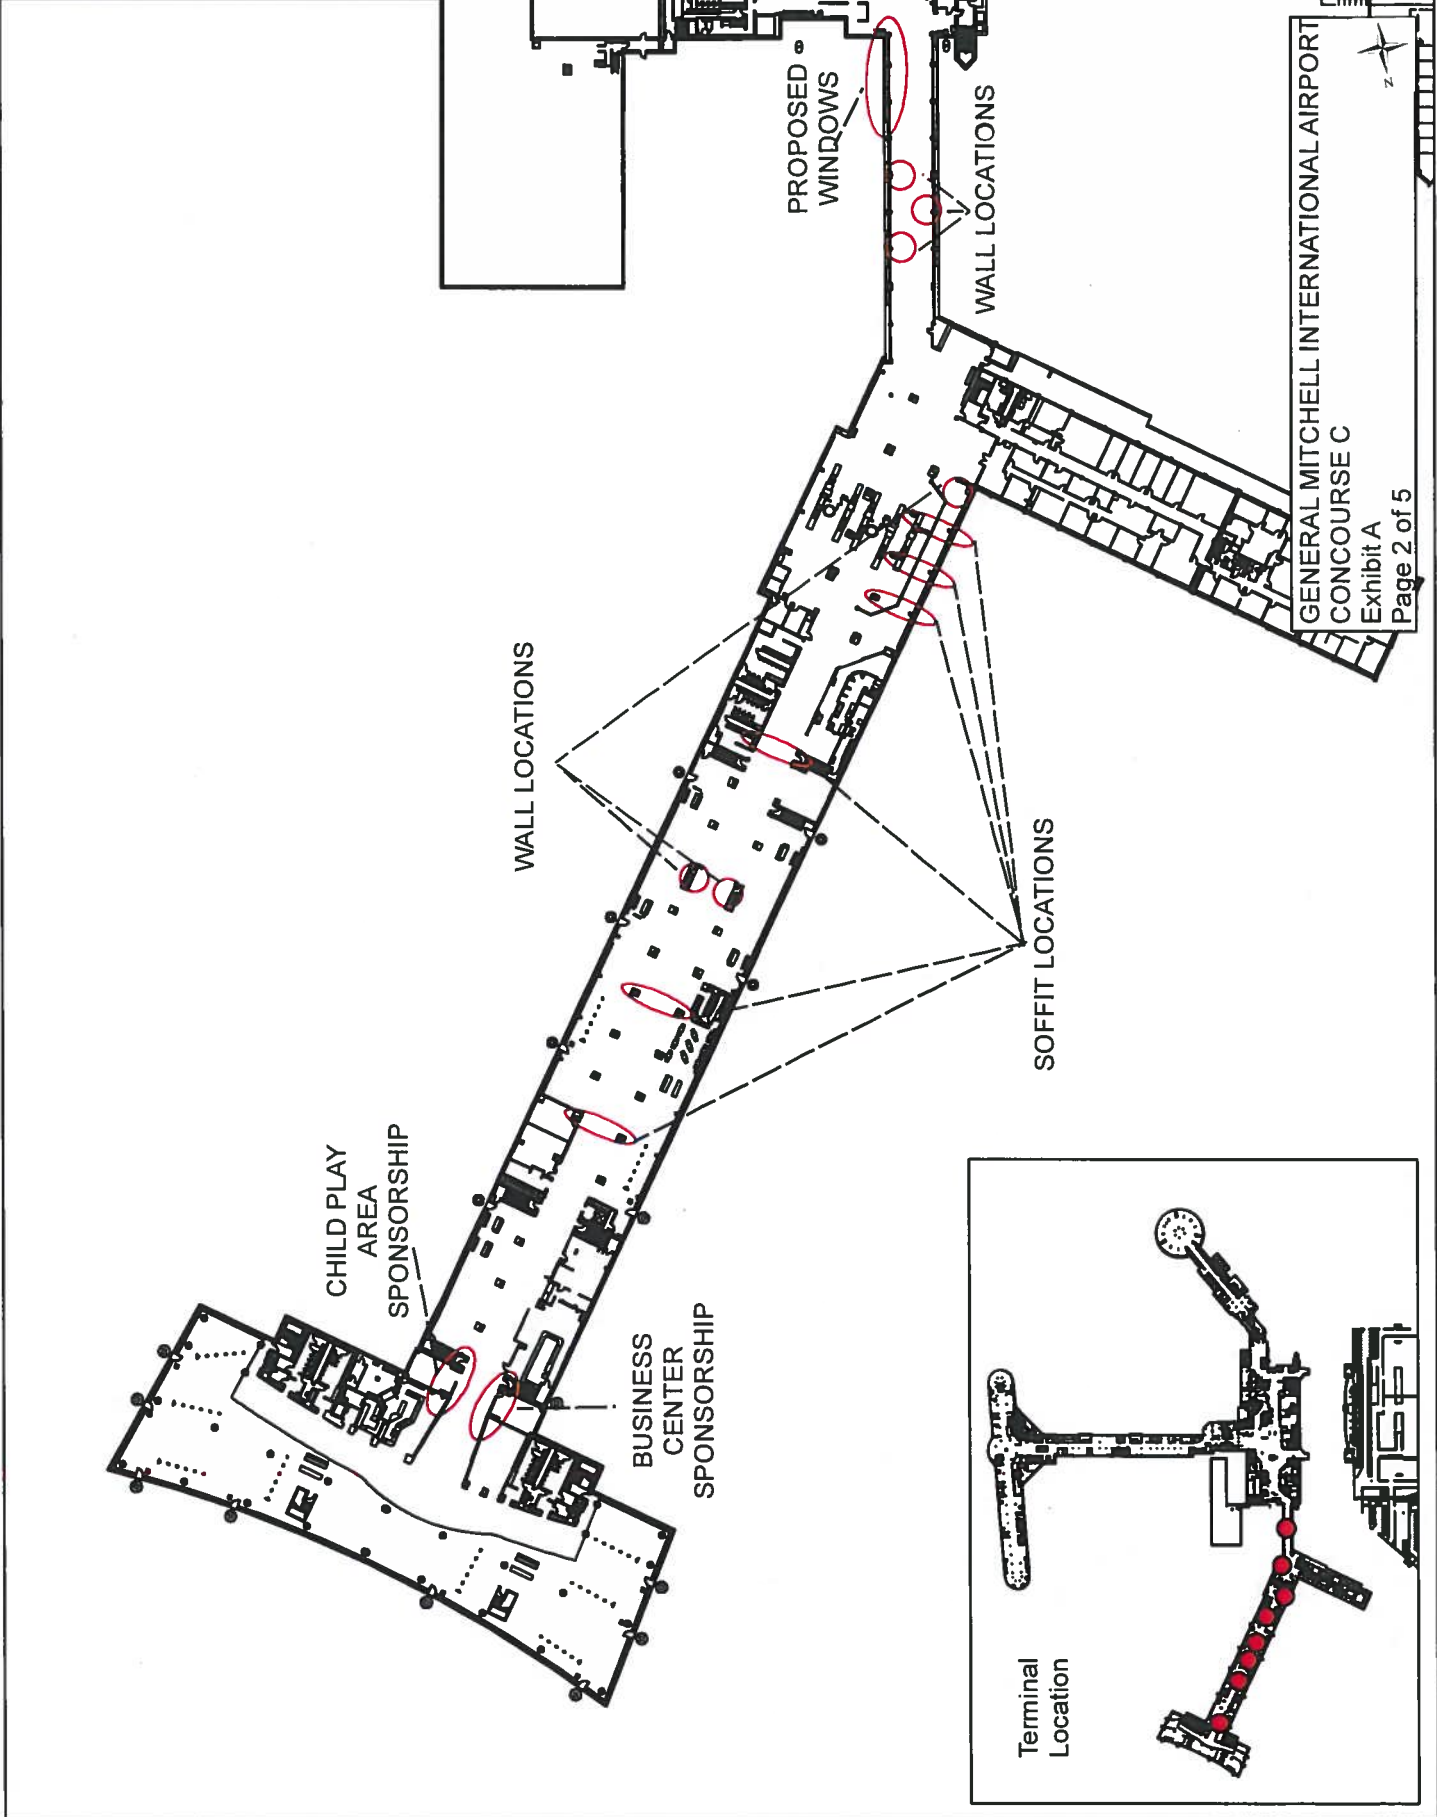 PROPOSED
WINDOWS
WALL LOCATIONS
WALL LOCATIONS
SOFFIT LOCATIONS
CHILD PLAY
AREA
SPONSORSHIP
BUSINESS
CENTER
SPONSORSHIP
Terminal
Location
GENERAL MITCHELL INTERNATIONAL AIRPORT
CONCOURSE C
Exhibit A
Page 2 of 5
N